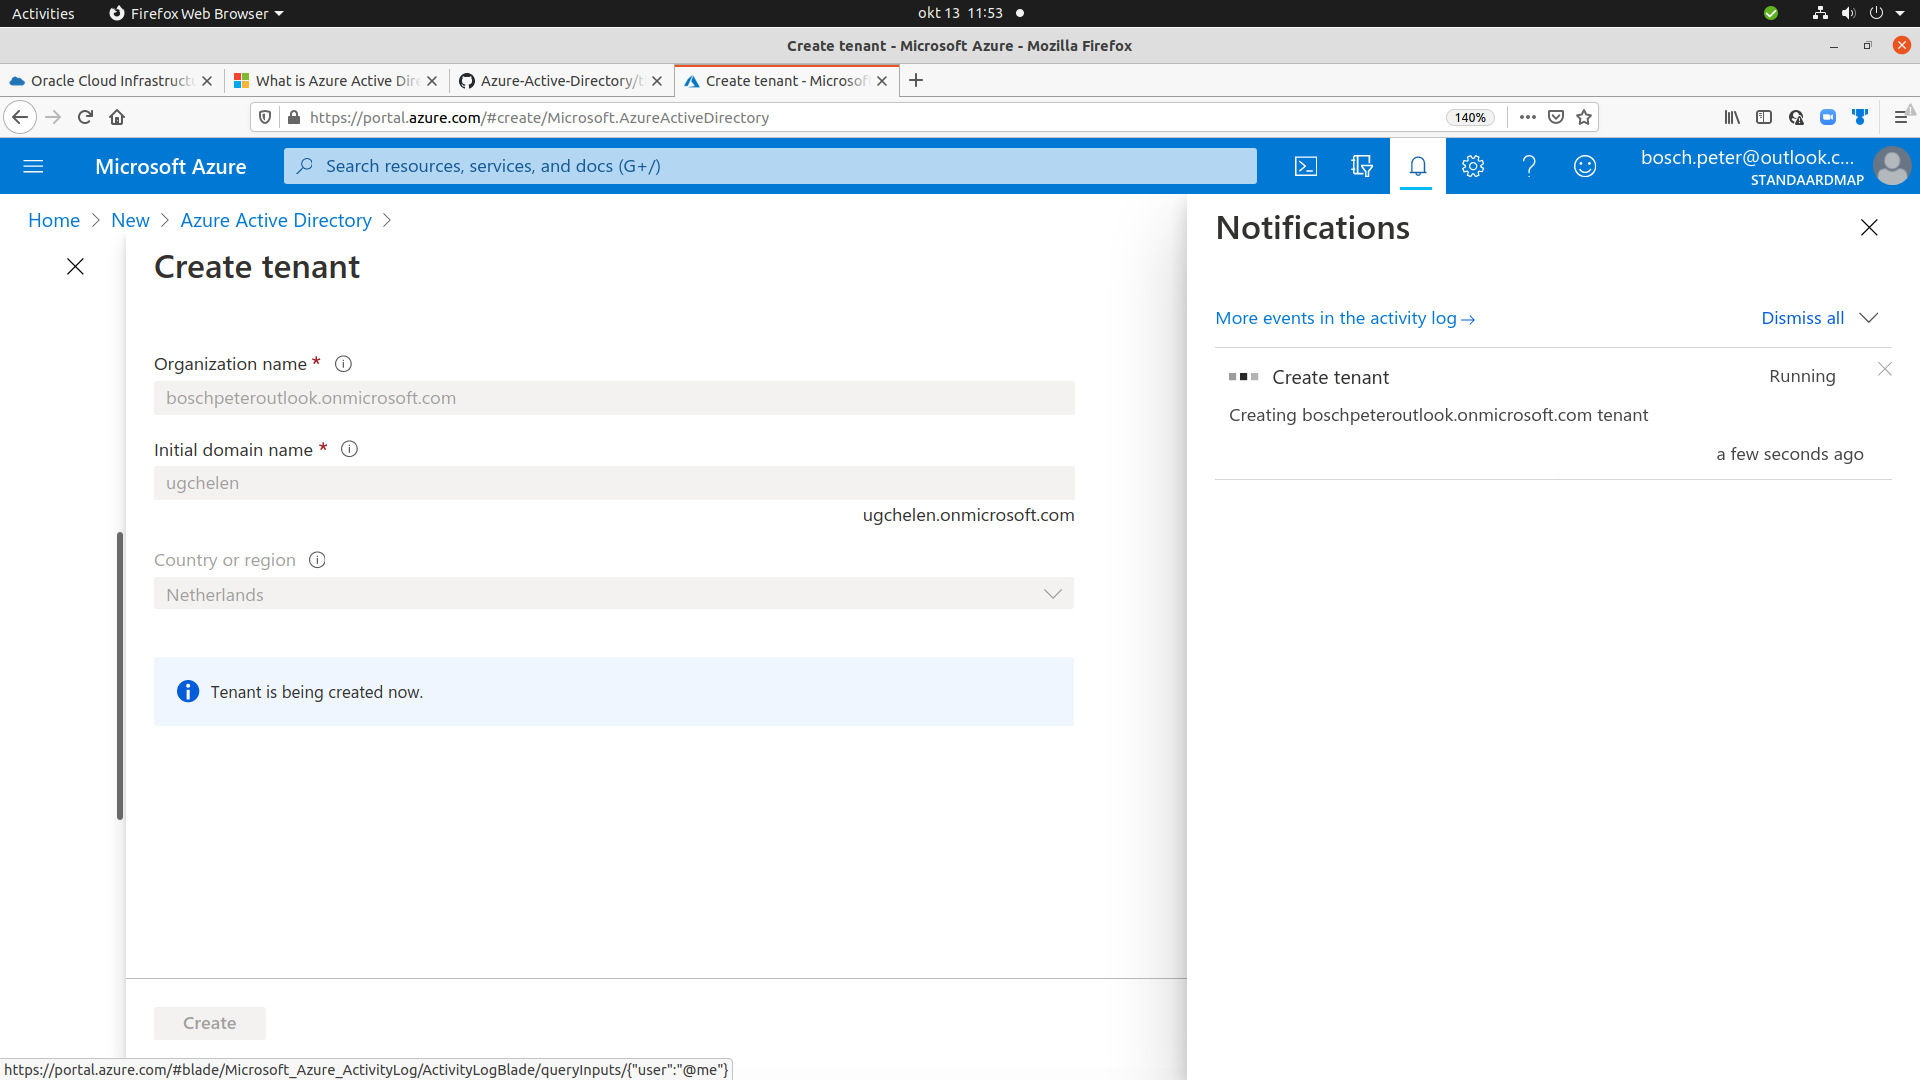 Activities
Firefox Web Browser
okt 13 11:53
Create tenant - Microsoft Azure - Mozilla Firefox
Oracle Cloud Infrastruct
What is Azure Active Dire
Azure-Active-Directory/
Create tenant - Microsof
https://portal.azure.com/#create/Microsoft.AzureActiveDirectory
140%
Microsoft Azure
Search resources, services, and docs (G+/)
bosch.peter@outlook.c...
STANDAARDMAP
Home
New
Azure Active Directory
Create tenant
Organization name *
boschpeteroutlook.onmicrosoft.com
Initial domain name *
ugchelen
ugchelen.onmicrosoft.com
Country or region
Netherlands
Tenant is being created now.
Create
Notifications
More events in the activity log→
Dismiss all
Create tenant
Running
Creating boschpeteroutlook.onmicrosoft.com tenant
a few seconds ago
https://portal.azure.com/#blade/Microsoft_Azure_ActivityLog/ActivityLogBlade/queryInputs/{"user":"@me"}